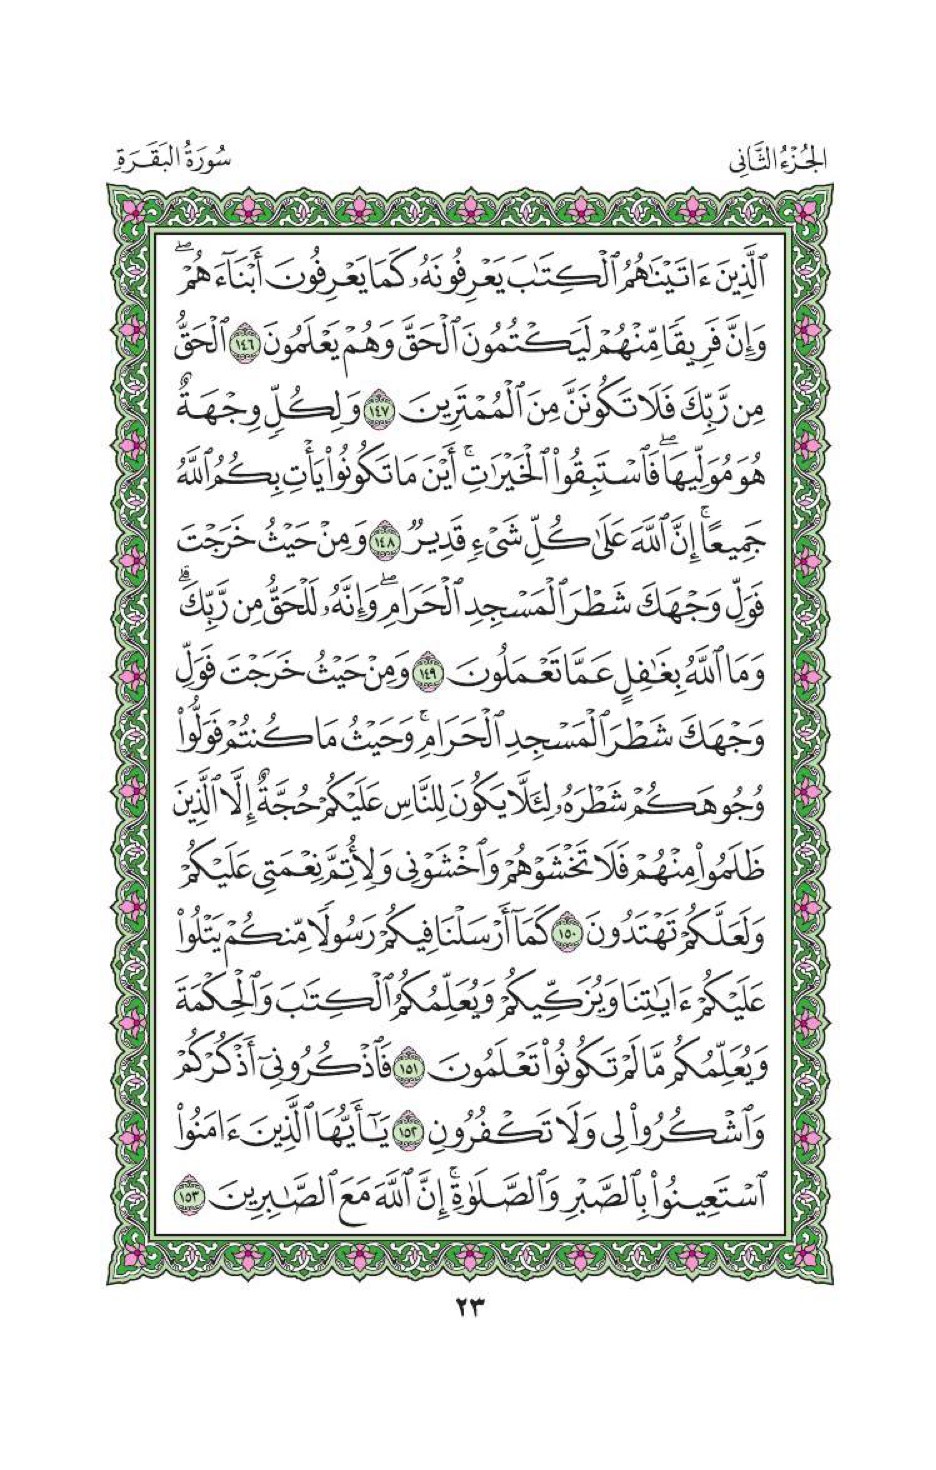 الجُزْءُ الثَّانِى
سُورَةُ البَقَرَةِ
ٱلَّذِينَ ءَاتَيْنَٰهُمُ ٱلْكِتَٰبَ يَعْرِفُونَهُۥ كَمَا يَعْرِفُونَ أَبْنَآءَهُمْۖ
وَإِنَّ فَرِيقًا مِّنْهُمْ لَيَكْتُمُونَ ٱلْحَقَّ وَهُمْ يَعْلَمُونَ ١٤٦ ٱلْحَقُّ
مِن رَّبِّكَ فَلَا تَكُونَنَّ مِنَ ٱلْمُمْتَرِينَ ١٤٧ وَلِكُلٍّ وِجْهَةٌ
هُوَ مُوَلِّيهَاۖ فَٱسْتَبِقُوا۟ ٱلْخَيْرَٰتِۚ أَيْنَ مَا تَكُونُوا۟ يَأْتِ بِكُمُ ٱللَّهُ
جَمِيعًاۚ إِنَّ ٱللَّهَ عَلَىٰ كُلِّ شَىْءٍ قَدِيرٌ ١٤٨ وَمِنْ حَيْثُ خَرَجْتَ
فَوَلِّ وَجْهَكَ شَطْرَ ٱلْمَسْجِدِ ٱلْحَرَامِۖ وَإِنَّهُۥ لَلْحَقُّ مِن رَّبِّكَۗ
وَمَا ٱللَّهُ بِغَٰفِلٍ عَمَّا تَعْمَلُونَ ١٤٩ وَمِنْ حَيْثُ خَرَجْتَ فَوَلِّ
وَجْهَكَ شَطْرَ ٱلْمَسْجِدِ ٱلْحَرَامِۚ وَحَيْثُ مَا كُنتُمْ فَوَلُّوا۟
وُجُوهَكُمْ شَطْرَهُۥ لِئَلَّا يَكُونَ لِلنَّاسِ عَلَيْكُمْ حُجَّةٌ إِلَّا ٱلَّذِينَ
ظَلَمُوا۟ مِنْهُمْ فَلَا تَخْشَوْهُمْ وَٱخْشَوْنِى وَلِأُتِمَّ نِعْمَتِى عَلَيْكُمْ
وَلَعَلَّكُمْ تَهْتَدُونَ ١٥٠ كَمَآ أَرْسَلْنَا فِيكُمْ رَسُولًا مِّنكُمْ يَتْلُوا۟
عَلَيْكُمْ ءَايَٰتِنَا وَيُزَكِّيكُمْ وَيُعَلِّمُكُمُ ٱلْكِتَٰبَ وَٱلْحِكْمَةَ
وَيُعَلِّمُكُم مَّا لَمْ تَكُونُوا۟ تَعْلَمُونَ ١٥١ فَٱذْكُرُونِىٓ أَذْكُرْكُمْ
وَٱشْكُرُوا۟ لِى وَلَا تَكْفُرُونِ ١٥٢ يَٰٓأَيُّهَا ٱلَّذِينَ ءَامَنُوا۟
ٱسْتَعِينُوا۟ بِٱلصَّبْرِ وَٱلصَّلَوٰةِۚ إِنَّ ٱللَّهَ مَعَ ٱلصَّٰبِرِينَ ١٥٣
٢٣